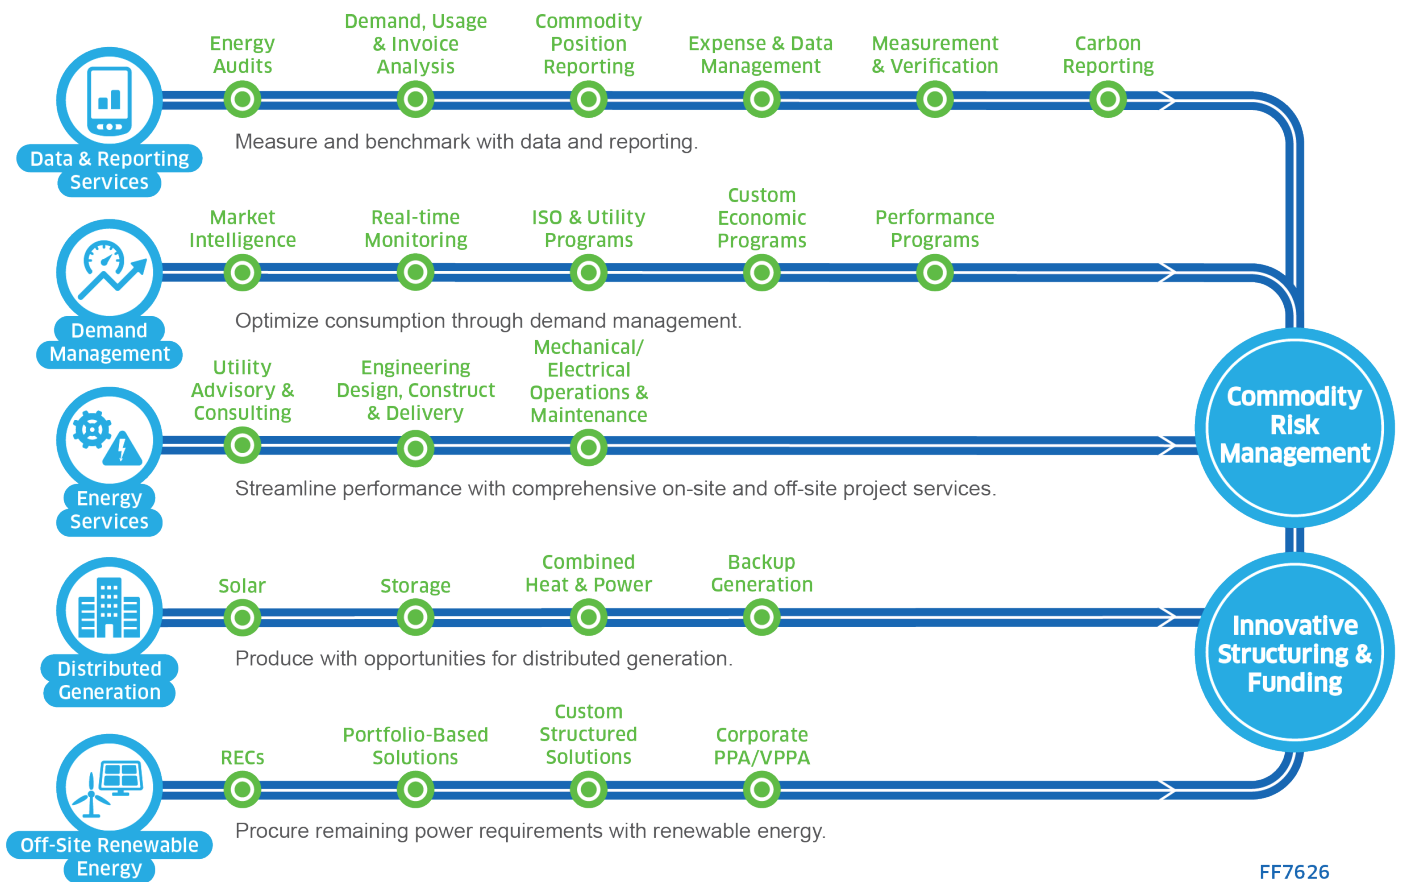 Energy
Audits
Demand, Usage
& Invoice
Analysis
Commodity
Position
Reporting
Expense & Data
Management
Measurement
& Verification
Carbon
Reporting
Data & Reporting
Services
Measure and benchmark with data and reporting.
Market
Intelligence
Real-time
Monitoring
ISO & Utility
Programs
Custom
Economic
Programs
Performance
Programs
Demand
Management
Optimize consumption through demand management.
Utility
Advisory &
Consulting
Engineering
Design, Construct
& Delivery
Mechanical/
Electrical
Operations &
Maintenance
Energy
Services
Streamline performance with comprehensive on-site and off-site project services.
Commodity
Risk
Management
Solar
Storage
Combined
Heat & Power
Backup
Generation
Distributed
Generation
Produce with opportunities for distributed generation.
Innovative
Structuring &
Funding
RECs
Portfolio-Based
Solutions
Custom
Structured
Solutions
Corporate
PPA/VPPA
Off-Site Renewable
Energy
Procure remaining power requirements with renewable energy.
FF7626